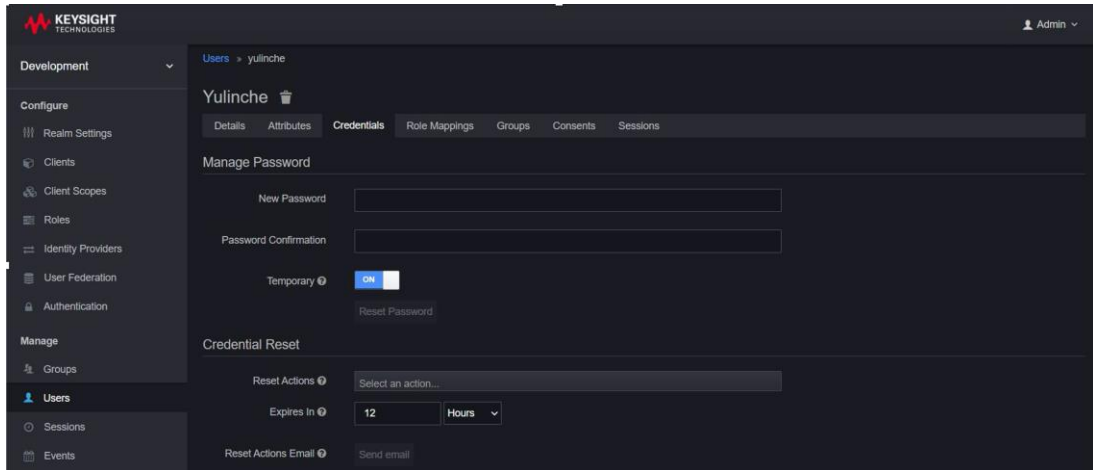 KEYSIGHT
TECHNOLOGIES
Admin
Development
Configure
Realm Settings
Clients
Client Scopes
Roles
Identity Providers
User Federation
Authentication
Manage
Groups
Users
Sessions
Events
Users » yulinche
Yulinche
Details Attributes Credentials Role Mappings Groups Consents Sessions
Manage Password
New Password
Password Confirmation
Temporary ON
Reset Password
Credential Reset
Reset Actions Select an action...
Expires In 12 Hours
Reset Actions Email Send email